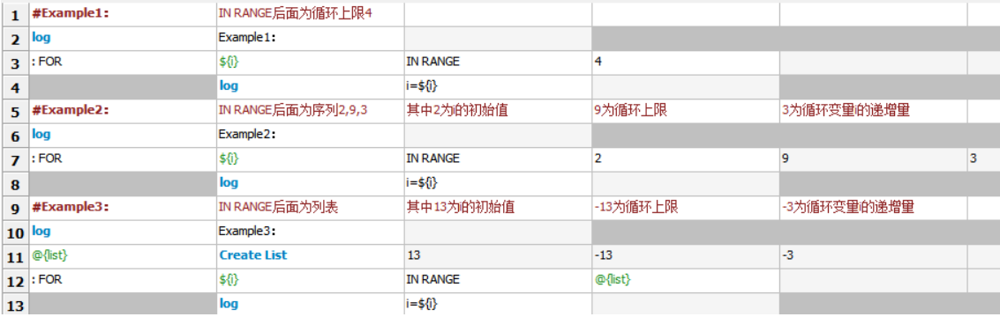 1 #Example1: IN RANGE后面为循环上限4
2 log Example1:
3 : FOR ${i} IN RANGE 4
4 log i=${i}
5 #Example2: IN RANGE后面为序列2,9,3 其中2为i的初始值 9为循环上限 3为循环变量i的递增量
6 log Example2:
7 : FOR ${i} IN RANGE 2 9 3
8 log i=${i}
9 #Example3: IN RANGE后面为列表 其中13为i的初始值 -13为循环上限 -3为循环变量i的递增量
10 log Example3:
11 @{list} Create List 13 -13 -3
12 : FOR ${i} IN RANGE @{list}
13 log i=${i}